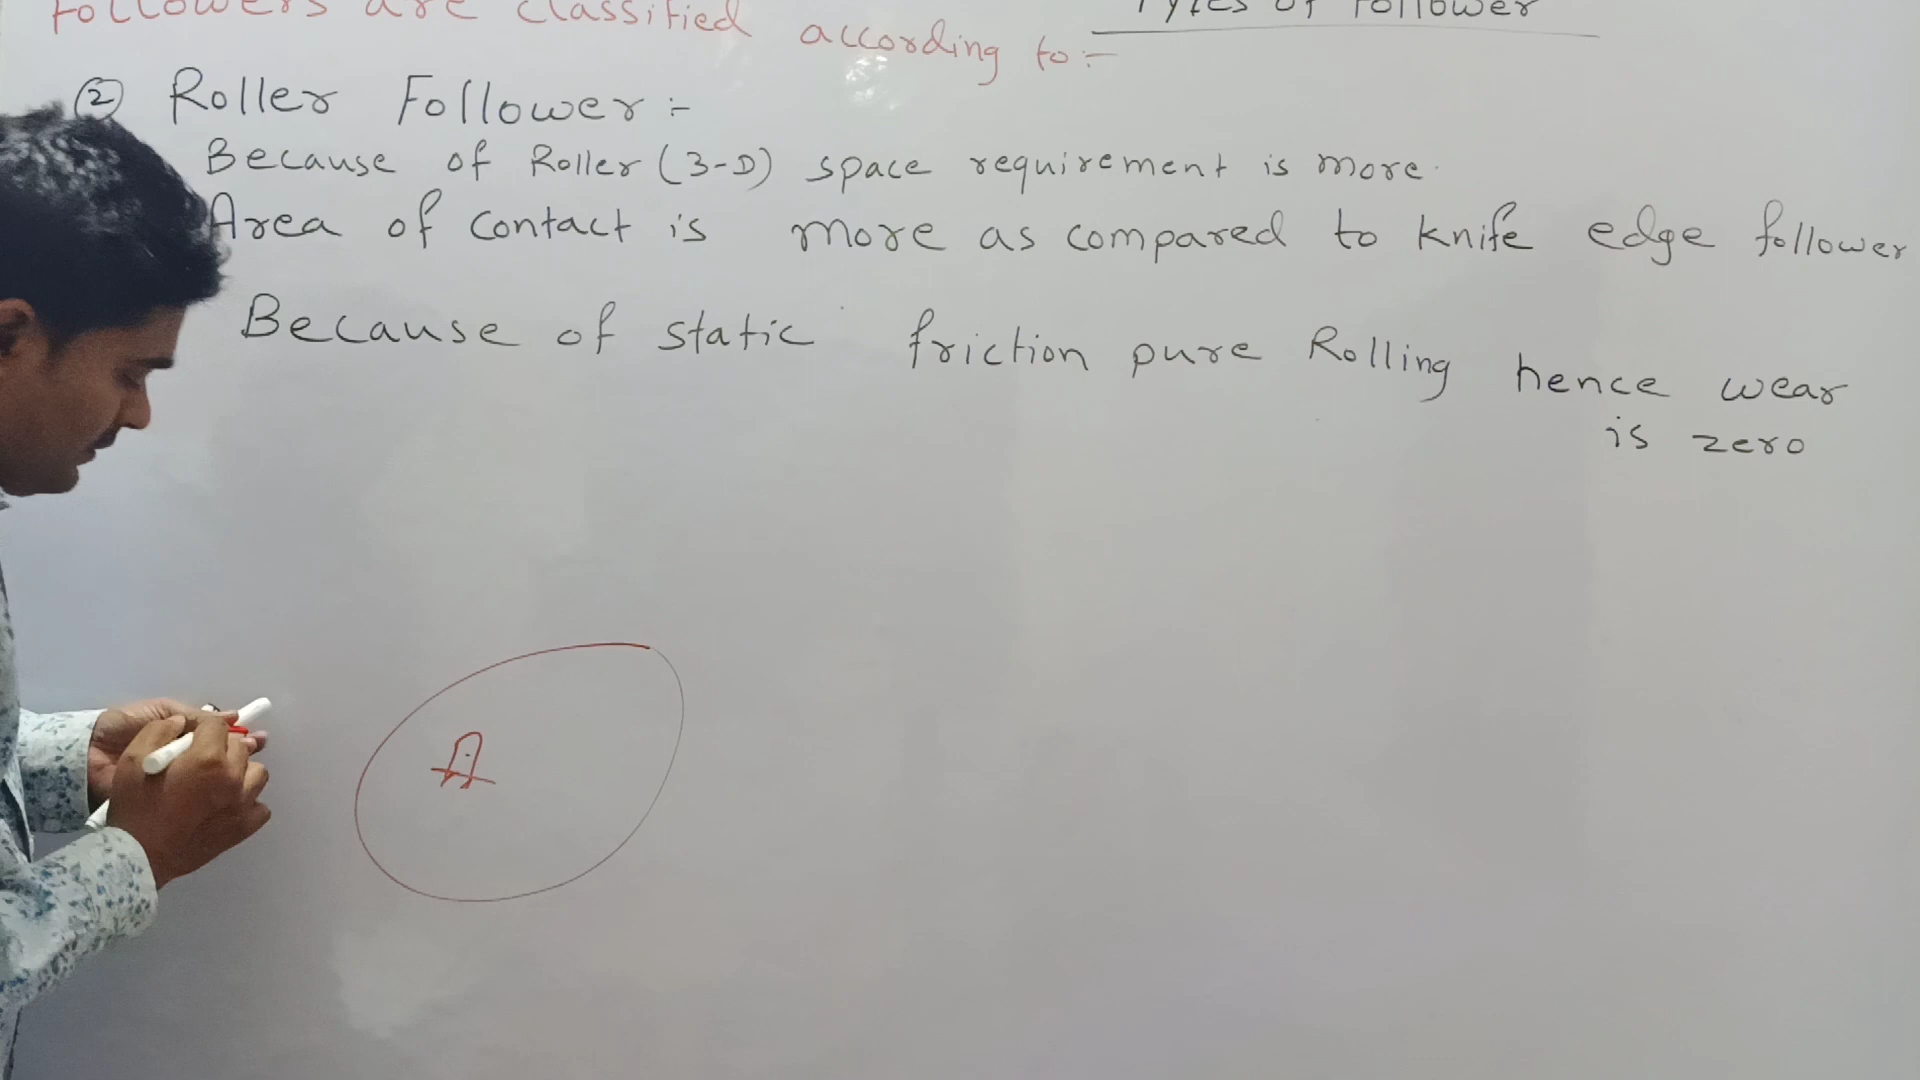 Types of Follower
Followers are classified according to :-
② Roller Follower :-
Because of Roller (3-D) space requirement is more.
Area of contact is more as compared to knife edge follower
Because of static friction pure Rolling hence wear
is zero